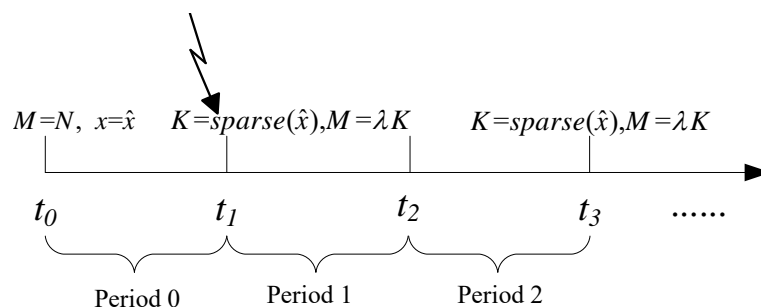 M=N, x=x̂ K=sparse(x̂),M=λK K=sparse(x̂),M=λK
t₀ t₁ t₂ t₃ ......
Period 0 Period 1 Period 2